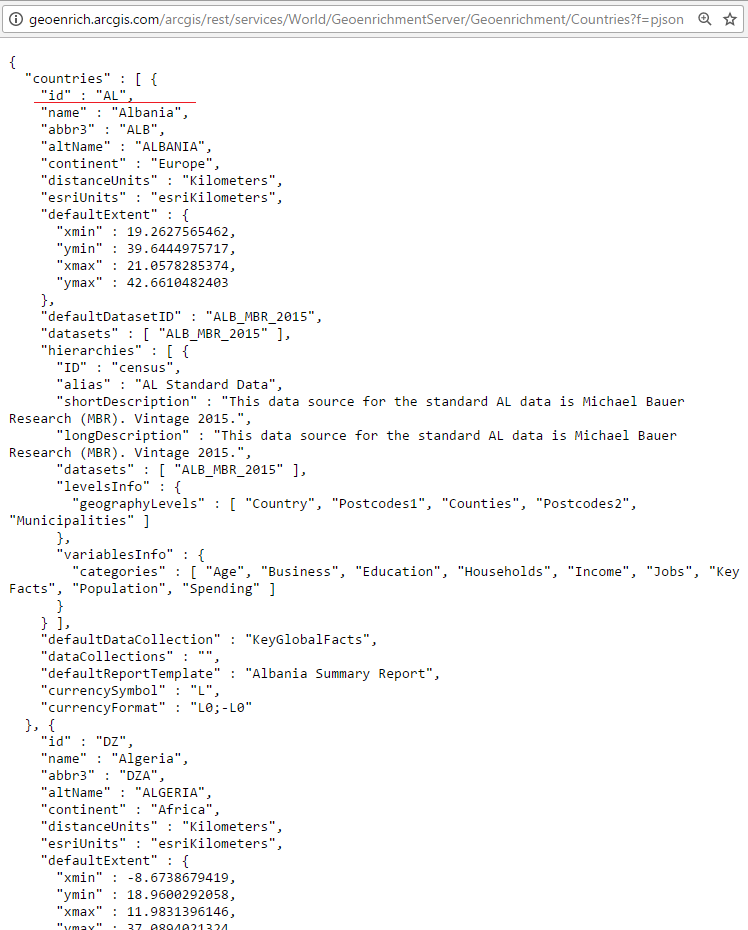 geoenrich.arcgis.com/arcgis/rest/services/World/GeoenrichmentServer/Geoenrichment/Countries?f=pjson
{
  "countries" : [ {
    "id" : "AL",
    "name" : "Albania",
    "abbr3" : "ALB",
    "altName" : "ALBANIA",
    "continent" : "Europe",
    "distanceUnits" : "Kilometers",
    "esriUnits" : "esriKilometers",
    "defaultExtent" : {
      "xmin" : 19.2627565462,
      "ymin" : 39.6444975717,
      "xmax" : 21.0578285374,
      "ymax" : 42.6610482403
    },
    "defaultDatasetID" : "ALB_MBR_2015",
    "datasets" : [ "ALB_MBR_2015" ],
    "hierarchies" : [ {
      "ID" : "census",
      "alias" : "AL Standard Data",
      "shortDescription" : "This data source for the standard AL data is Michael Bauer
Research (MBR). Vintage 2015.",
      "longDescription" : "This data source for the standard AL data is Michael Bauer
Research (MBR). Vintage 2015.",
      "datasets" : [ "ALB_MBR_2015" ],
      "levelsInfo" : {
        "geographyLevels" : [ "Country", "Postcodes1", "Counties", "Postcodes2",
"Municipalities" ]
      },
      "variablesInfo" : {
        "categories" : [ "Age", "Business", "Education", "Households", "Income", "Jobs", "Key
Facts", "Population", "Spending" ]
      }
    } ],
    "defaultDataCollection" : "KeyGlobalFacts",
    "dataCollections" : "",
    "defaultReportTemplate" : "Albania Summary Report",
    "currencySymbol" : "L",
    "currencyFormat" : "L0;-L0"
  }, {
    "id" : "DZ",
    "name" : "Algeria",
    "abbr3" : "DZA",
    "altName" : "ALGERIA",
    "continent" : "Africa",
    "distanceUnits" : "Kilometers",
    "esriUnits" : "esriKilometers",
    "defaultExtent" : {
      "xmin" : -8.6738679419,
      "ymin" : 18.9600292058,
      "xmax" : 11.9831396146,
      "ymax" : 37.0894021324